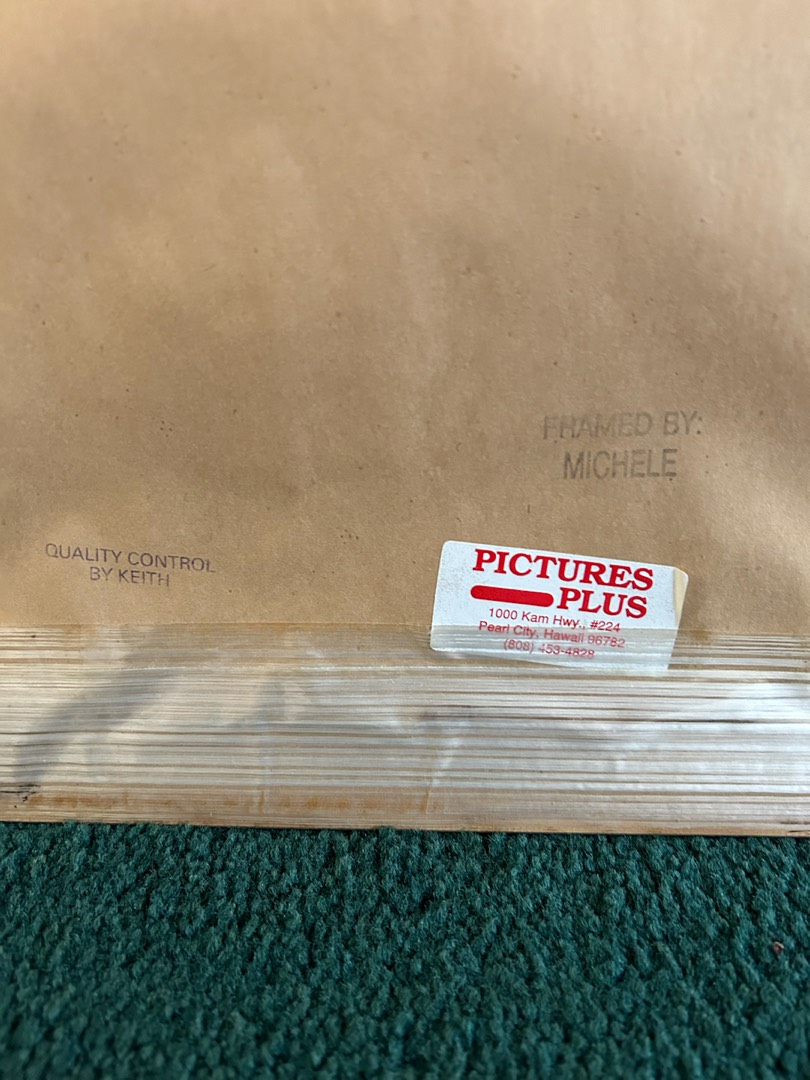 FRAMED BY:
MICHELE
QUALITY CONTROL
BY KEITH
PICTURES
PLUS
1000 Kam Hwy., #224
Pearl City, Hawaii 96782
(808) 453-4828